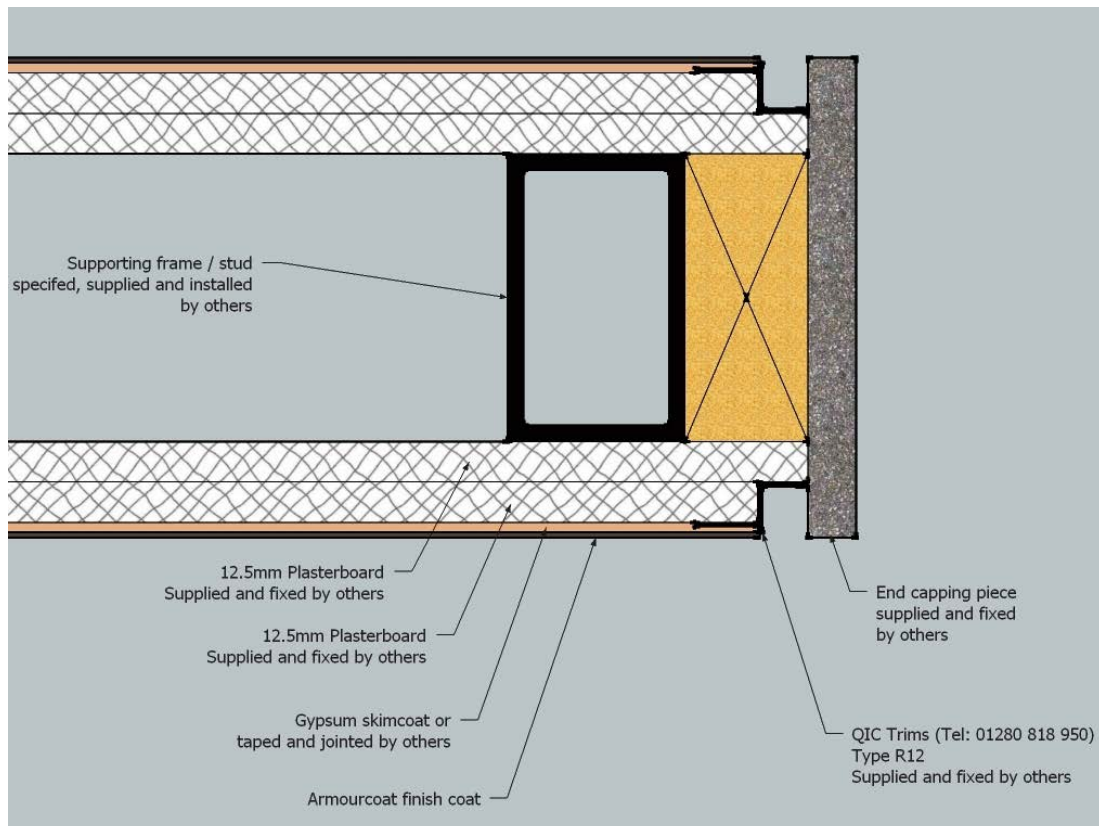 Supporting frame / stud
specifed, supplied and installed
by others
12.5mm Plasterboard
Supplied and fixed by others
12.5mm Plasterboard
Supplied and fixed by others
Gypsum skimcoat or
taped and jointed by others
Armourcoat finish coat
End capping piece
supplied and fixed
by others
QIC Trims (Tel: 01280 818 950)
Type R12
Supplied and fixed by others